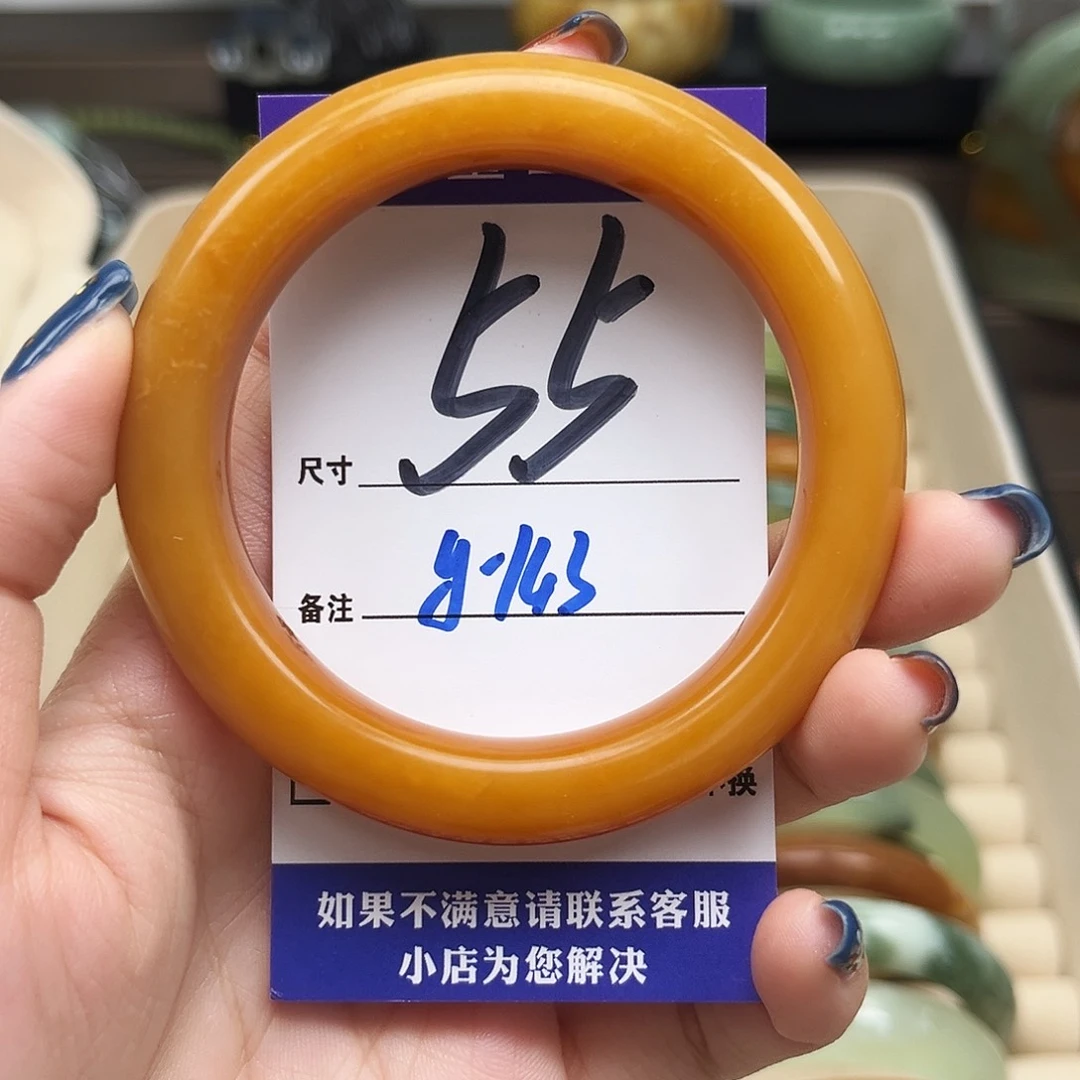 55
尺寸
y-143
备注
换
如果不满意请联系客服
小店为您解决